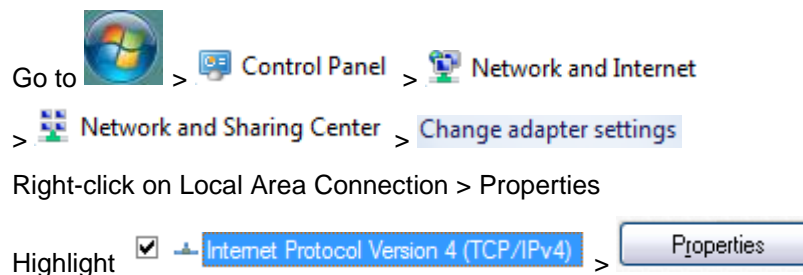 Go to > Control Panel > Network and Internet
> Network and Sharing Center > Change adapter settings
Right-click on Local Area Connection > Properties
Highlight Internet Protocol Version 4 (TCP/IPv4) > Properties